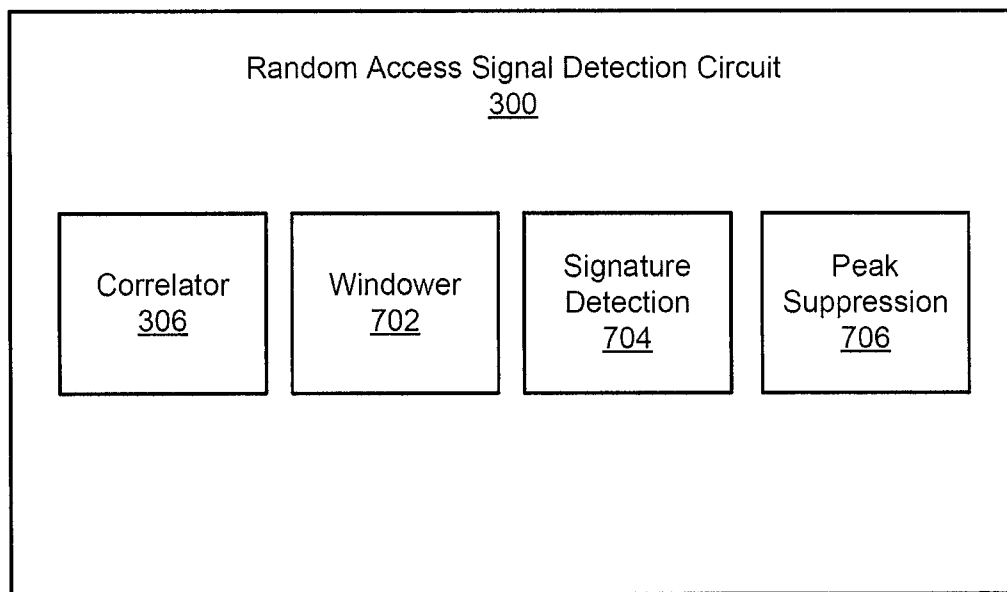 Random Access Signal Detection Circuit
300
Correlator
306
Windower
702
Signature
Detection
704
Peak
Suppression
706